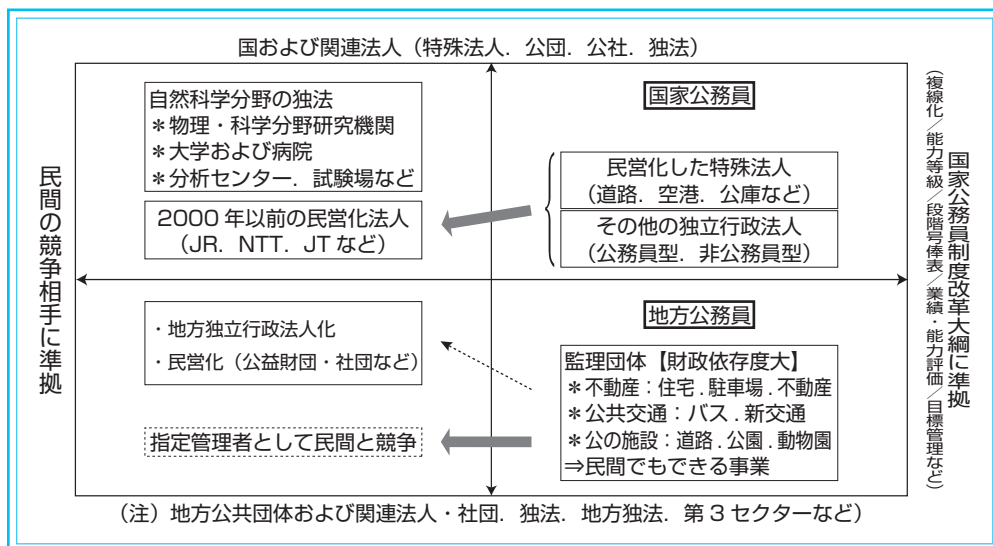 国および関連法人（特殊法人．公団．公社．独法）
民間の競争相手に準拠
自然科学分野の独法
＊物理・科学分野研究機関
＊大学および病院
＊分析センター．試験場など
2000年以前の民営化法人
（JR．NTT．JTなど）
国家公務員
民営化した特殊法人
（道路．空港．公庫など）
その他の独立行政法人
（公務員型．非公務員型）
・地方独立行政法人化
・民営化（公益財団・社団など）
指定管理者として民間と競争
地方公務員
監理団体【財政依存度大】
＊不動産：住宅．駐車場．不動産
＊公共交通：バス．新交通
＊公の施設：道路．公園．動物園
⇒民間でもできる事業
国家公務員制度改革大綱に準拠
（複線化／能力等級／段階号俸表／業績・能力評価／目標管理など）
（注）地方公共団体および関連法人・社団．独法．地方独法．第3セクターなど）